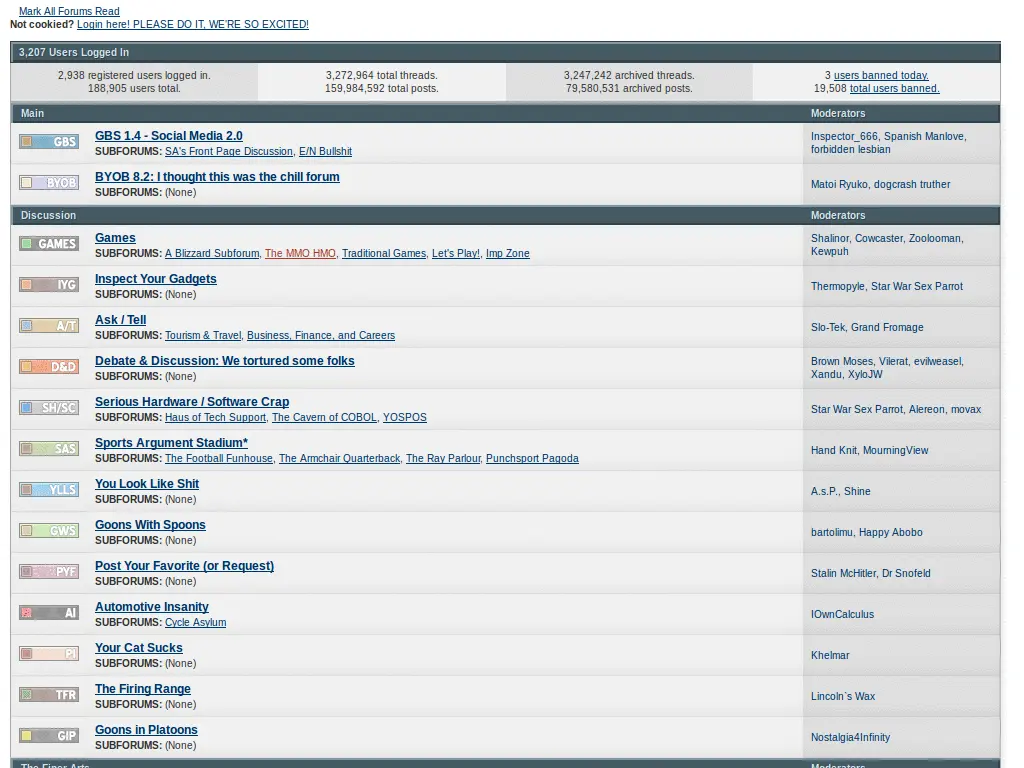 Mark All Forums Read
Not cookied? Login here! PLEASE DO IT, WE'RE SO EXCITED!
3,207 Users Logged In
2,938 registered users logged in.
188,905 users total.
3,272,964 total threads.
159,984,592 total posts.
3,247,242 archived threads.
79,580,531 archived posts.
3 users banned today.
19,508 total users banned.
Main Moderators
GBS GBS 1.4 - Social Media 2.0
SUBFORUMS: SA's Front Page Discussion, E/N Bullshit
Inspector_666, Spanish Manlove,
forbidden lesbian
BYOB BYOB 8.2: I thought this was the chill forum
SUBFORUMS: (None)
Matoi Ryuko, dogcrash truther
Discussion Moderators
GAMES Games
SUBFORUMS: A Blizzard Subforum, The MMO HMO, Traditional Games, Let's Play!, Imp Zone
Shalinor, Cowcaster, Zoolooman,
Kewpuh
IYG Inspect Your Gadgets
SUBFORUMS: (None)
Thermopyle, Star War Sex Parrot
A/T Ask / Tell
SUBFORUMS: Tourism & Travel, Business, Finance, and Careers
Slo-Tek, Grand Fromage
D&D Debate & Discussion: We tortured some folks
SUBFORUMS: (None)
Brown Moses, Vilerat, evilweasel,
Xandu, XyloJW
SH/SC Serious Hardware / Software Crap
SUBFORUMS: Haus of Tech Support, The Cavern of COBOL, YOSPOS
Star War Sex Parrot, Alereon, movax
SAS Sports Argument Stadium*
SUBFORUMS: The Football Funhouse, The Armchair Quarterback, The Ray Parlour, Punchsport Pagoda
Hand Knit, MourningView
YLLS You Look Like Shit
SUBFORUMS: (None)
A.s.P., Shine
GWS Goons With Spoons
SUBFORUMS: (None)
bartolimu, Happy Abobo
PYF Post Your Favorite (or Request)
SUBFORUMS: (None)
Stalin McHitler, Dr Snofeld
AI Automotive Insanity
SUBFORUMS: Cycle Asylum
IOwnCalculus
PI Your Cat Sucks
SUBFORUMS: (None)
Khelmar
TFR The Firing Range
SUBFORUMS: (None)
Lincoln`s Wax
GIP Goons in Platoons
SUBFORUMS: (None)
Nostalgia4Infinity
The Finer Arts Moderators